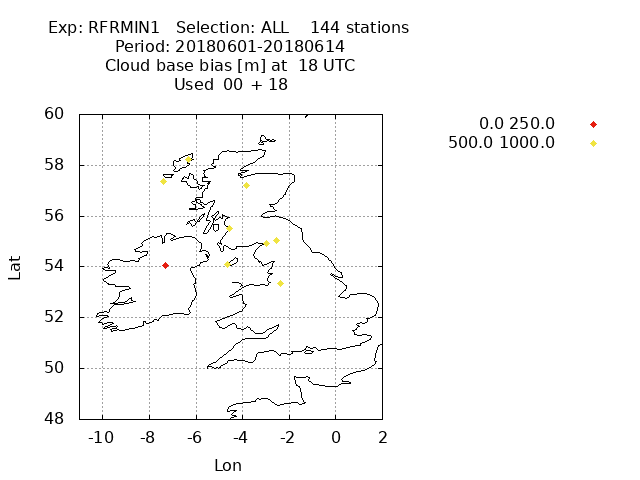 Exp: RFRMIN1   Selection: ALL    144 stations
Period: 20180601-20180614
Cloud base bias [m] at  18 UTC
Used  00 + 18
0.0 250.0
500.0 1000.0
60
58
56
54
52
50
48
Lat
-10 -8 -6 -4 -2 0 2
Lon